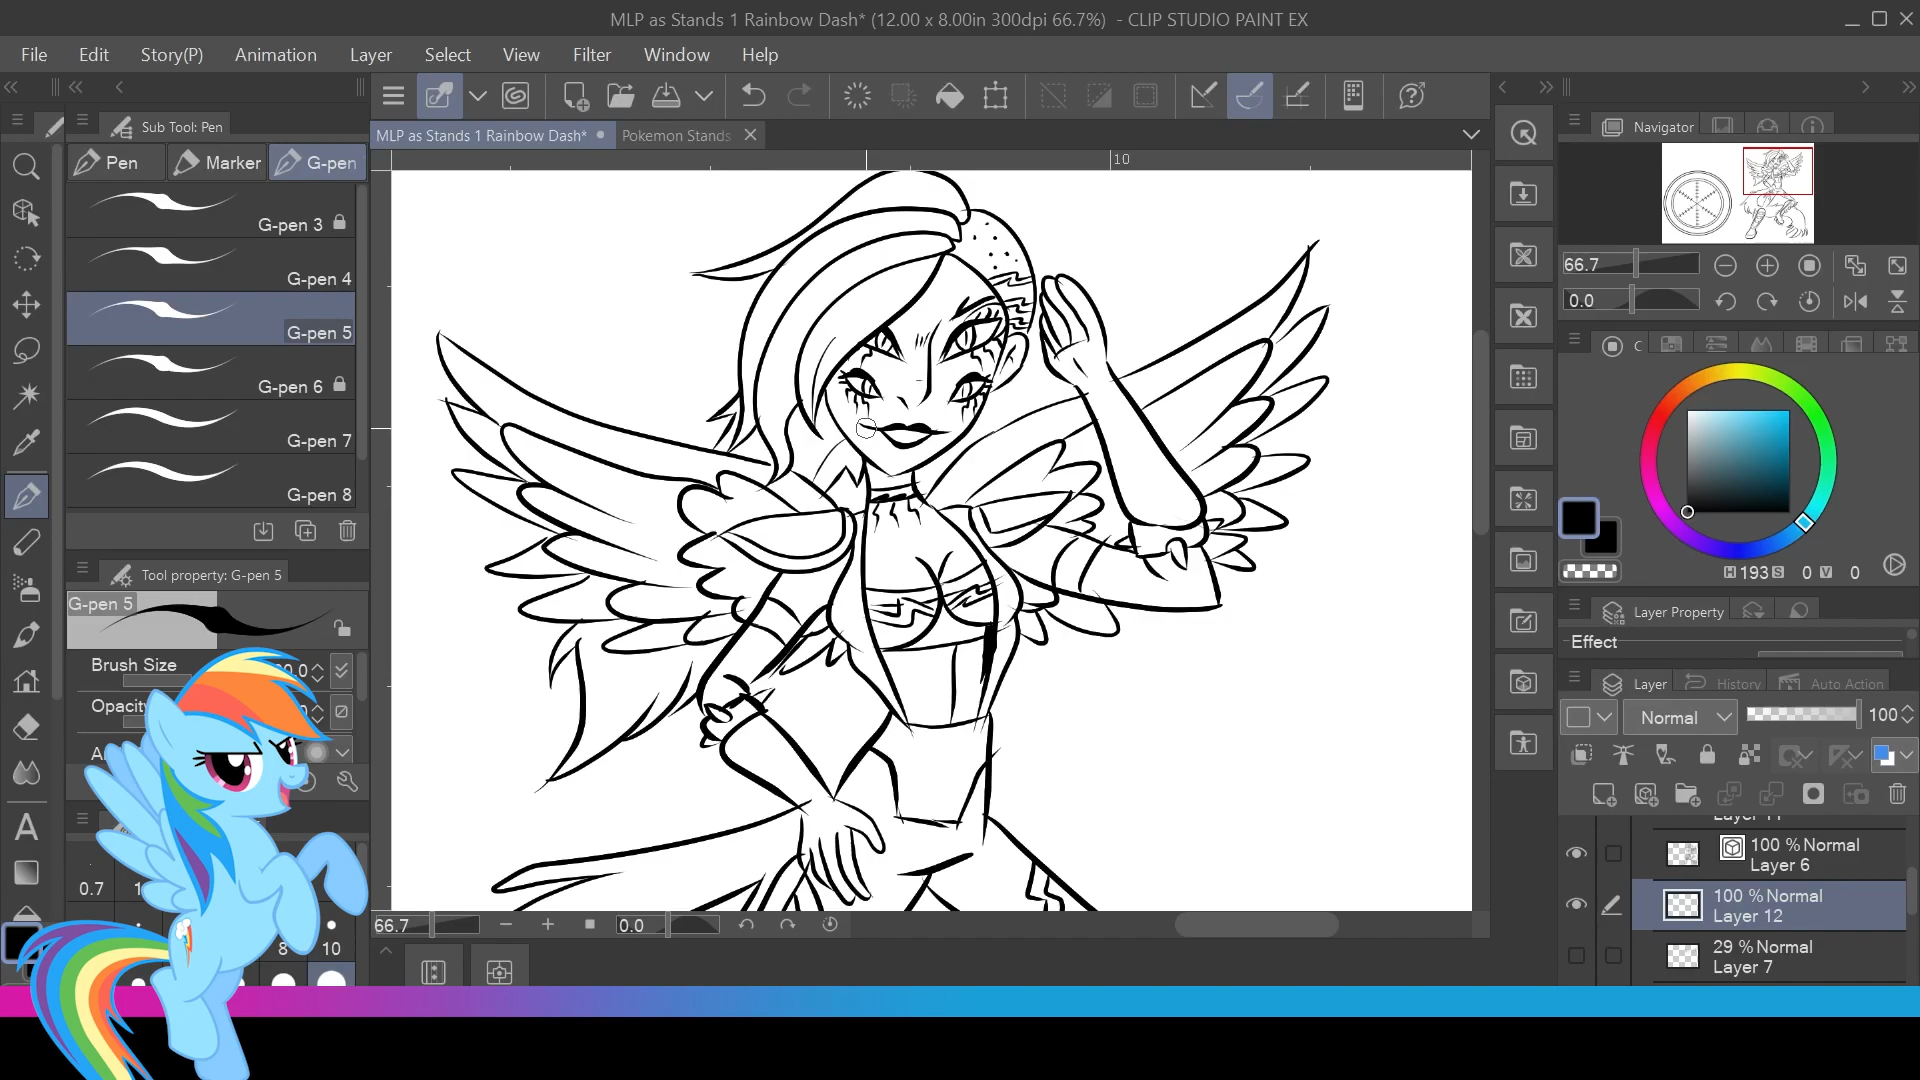 MLP as Stands 1 Rainbow Dash* (12.00 x 8.00in 300dpi 66.7%) - CLIP STUDIO PAINT EX
File Edit Story(P) Animation Layer Select View Filter Window Help
Sub Tool: Pen
MLP as Stands 1 Rainbow Dash* Pokemon Stands
Navigator
Pen Marker G-pen
10
G-pen 3
G-pen 4
G-pen 5
G-pen 6
G-pen 7
G-pen 8
66.7
0.0
C
H 193 S 0 V 0
Tool property: G-pen 5
G-pen 5
Brush Size
Opacity
Layer Property
Effect
Layer History Auto Action
Normal 100
100 % Normal
Layer 6
100 % Normal
Layer 12
29 % Normal
Layer 7
0.7
8 10
66.7 0.0
A